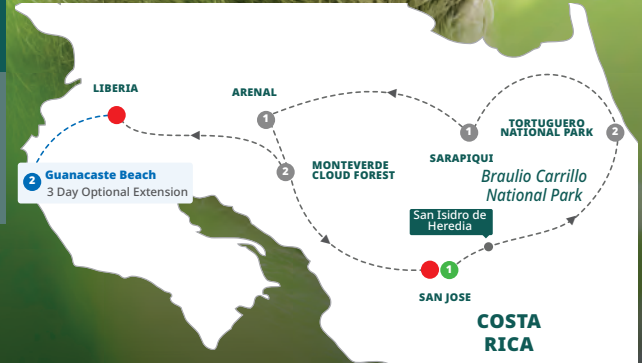 LIBERIA
ARENAL
1
1
TORTUGUERO
NATIONAL PARK
2
SARAPIQUI
2
MONTEVERDE
CLOUD FOREST
Braulio Carrillo
National Park
2
Guanacaste Beach
3 Day Optional Extension
San Isidro de
Heredia
1
SAN JOSE
COSTA
RICA